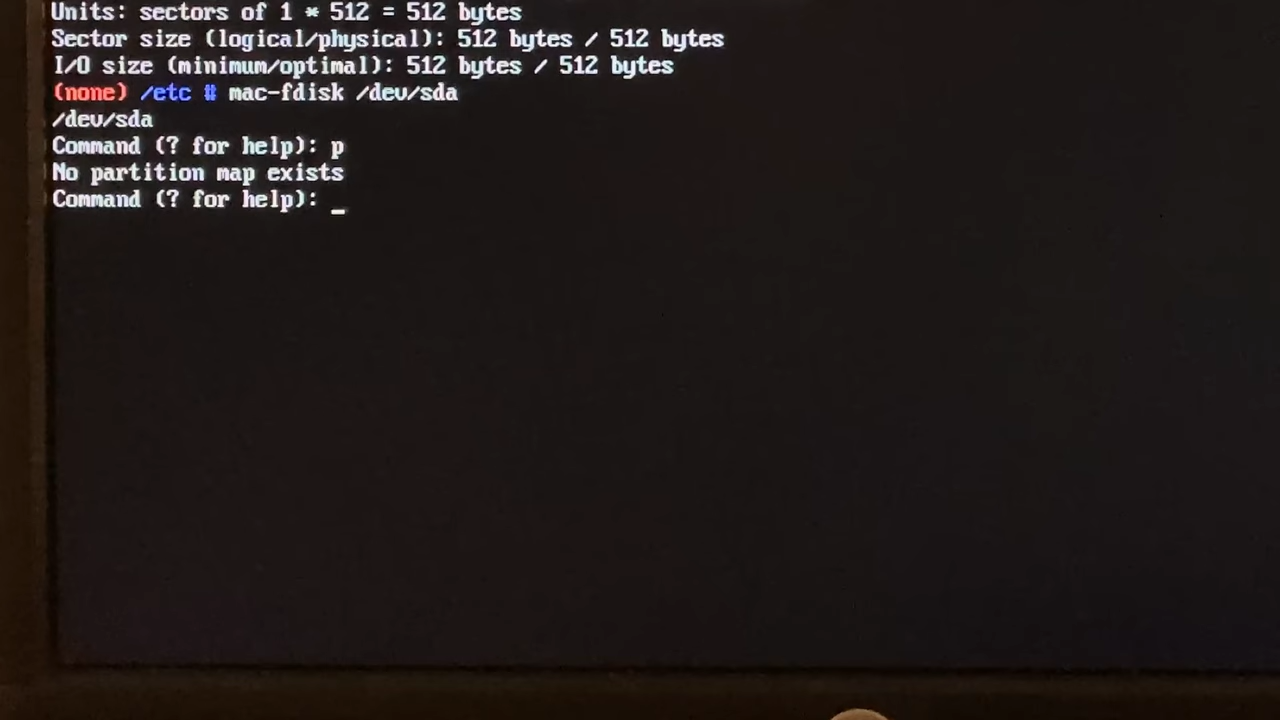 Units: sectors of 1 * 512 = 512 bytes
Sector size (logical/physical): 512 bytes / 512 bytes
I/O size (minimum/optimal): 512 bytes / 512 bytes
(none) /etc # mac-fdisk /dev/sda
/dev/sda
Command (? for help): p
No partition map exists
Command (? for help): _